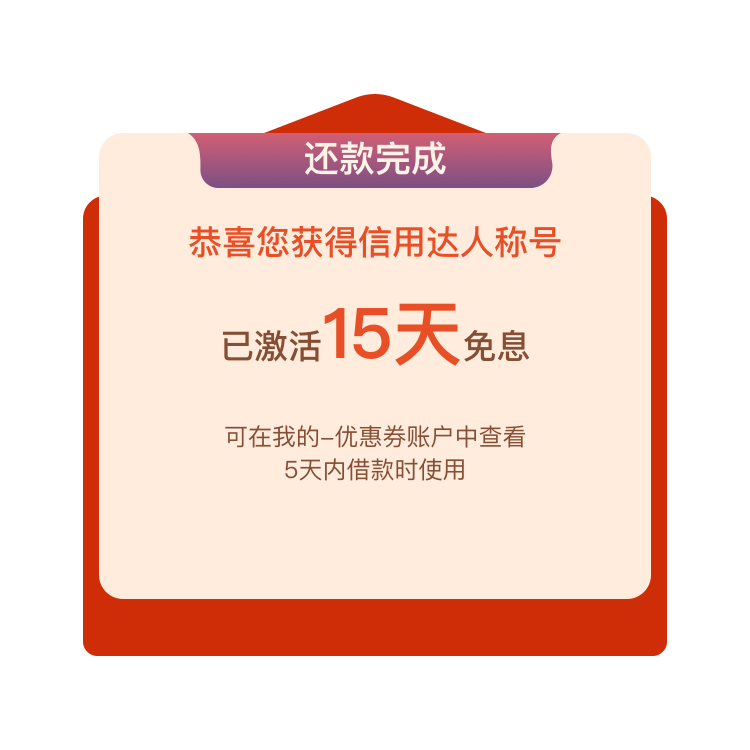 还款完成
恭喜您获得信用达人称号
已激活15天免息
可在我的–优惠券账户中查看
5天内借款时使用